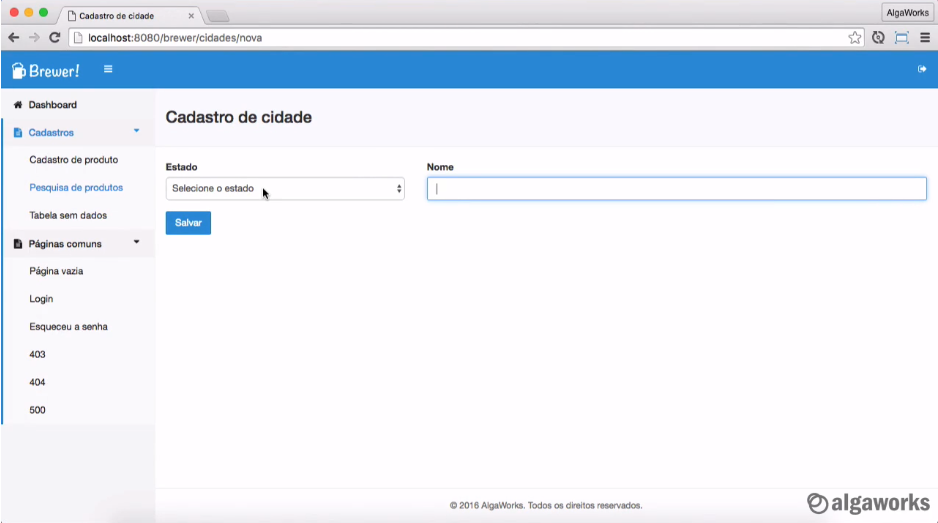 Cadastro de cidade
AlgaWorks
localhost:8080/brewer/cidades/nova
Brewer!
Dashboard
Cadastros
Cadastro de produto
Pesquisa de produtos
Tabela sem dados
Páginas comuns
Página vazia
Login
Esqueceu a senha
403
404
500
Cadastro de cidade
Estado
Nome
Selecione o estado
Salvar
© 2016 AlgaWorks. Todos os direitos reservados.
algaworks